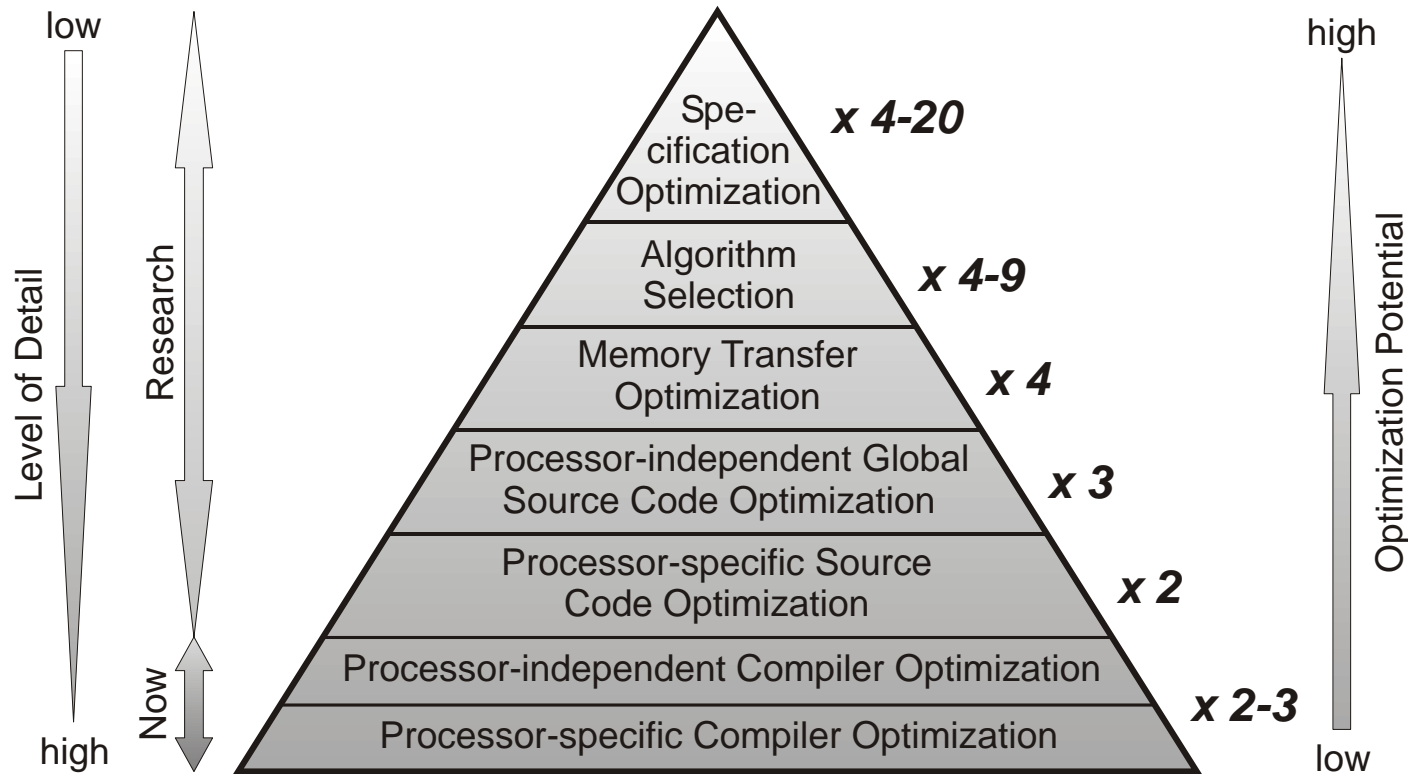 low
high
Spe-
cification
Optimization
x 4-20
Algorithm
Selection
x 4-9
Memory Transfer
Optimization
x 4
Processor-independent Global
Source Code Optimization
x 3
Processor-specific Source
Code Optimization
x 2
Processor-independent Compiler Optimization
Processor-specific Compiler Optimization
x 2-3
Level of Detail
Research
Now
Optimization Potential
high
low